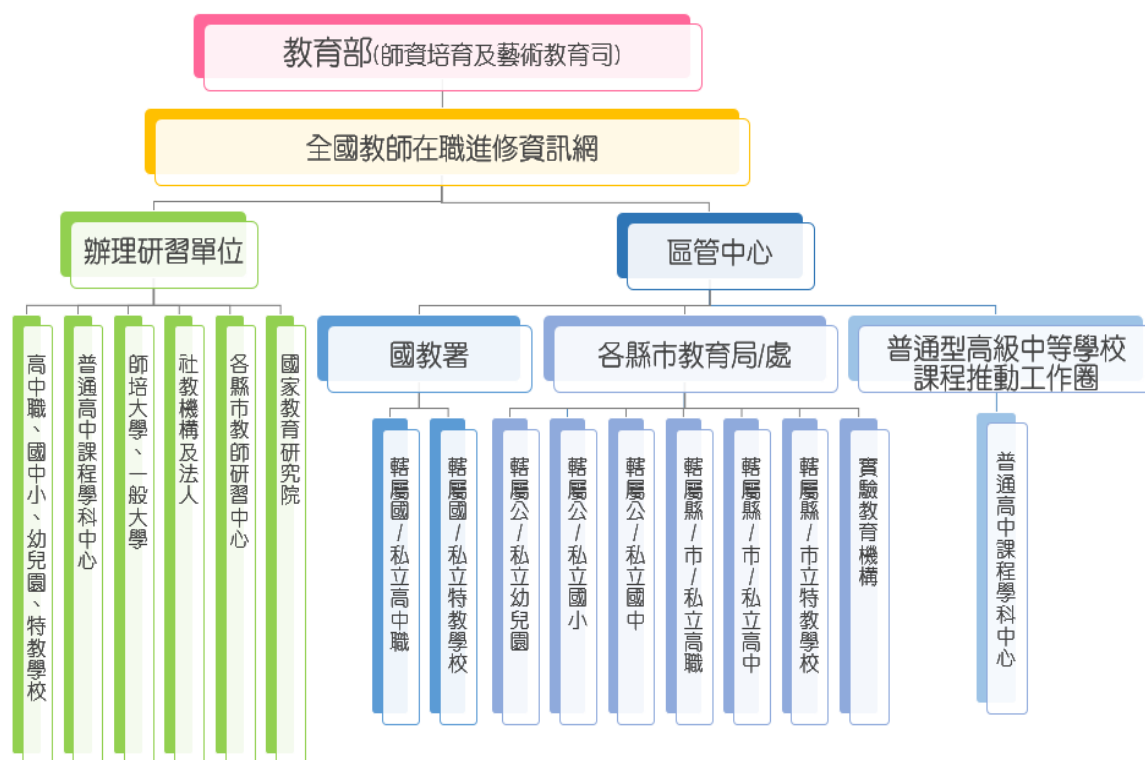 教育部(師資培育及藝術教育司)
全國教師在職進修資訊網
辦理研習單位
區管中心
高中職、國中小、幼兒園、特教學校
普通高中課程學科中心
師培大學、一般大學
社教機構及法人
各縣市教師研習中心
國家教育研究院
國教署
各縣市教育局/處
普通型高級中等學校
課程推動工作圈
轄屬國/私立高中職
轄屬國/私立特教學校
轄屬公/私立幼兒園
轄屬公/私立國小
轄屬公/私立國中
轄屬縣/市/私立高職
轄屬縣/市/私立高中
轄屬縣/市立特教學校
實驗教育機構
普通高中課程學科中心